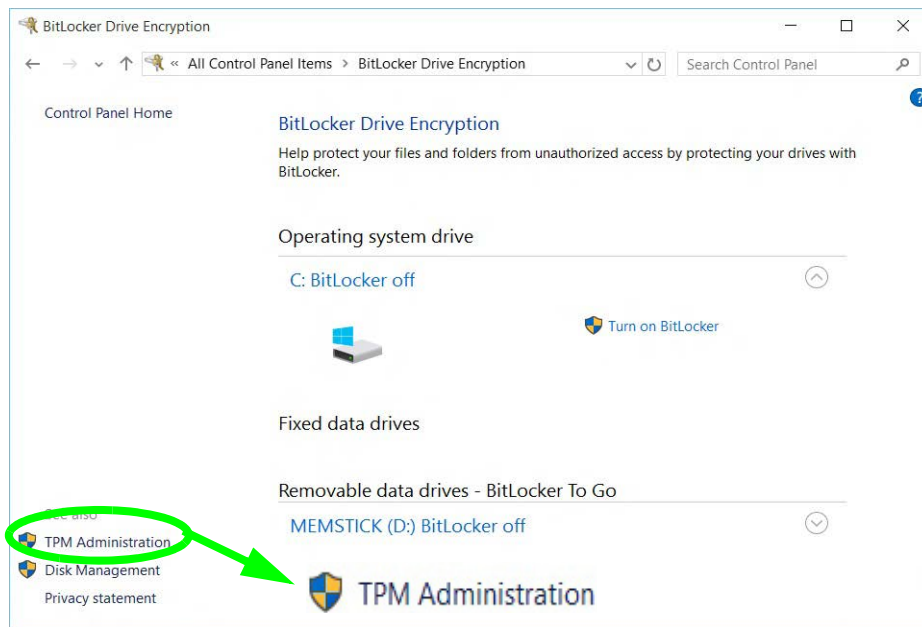 BitLocker Drive Encryption
« All Control Panel Items > BitLocker Drive Encryption
Search Control Panel
Control Panel Home
?
BitLocker Drive Encryption
Help protect your files and folders from unauthorized access by protecting your drives with
BitLocker.
Operating system drive
C: BitLocker off
Turn on BitLocker
Fixed data drives
Removable data drives - BitLocker To Go
MEMSTICK (D:) BitLocker off
See also
TPM Administration
Disk Management
Privacy statement
TPM Administration